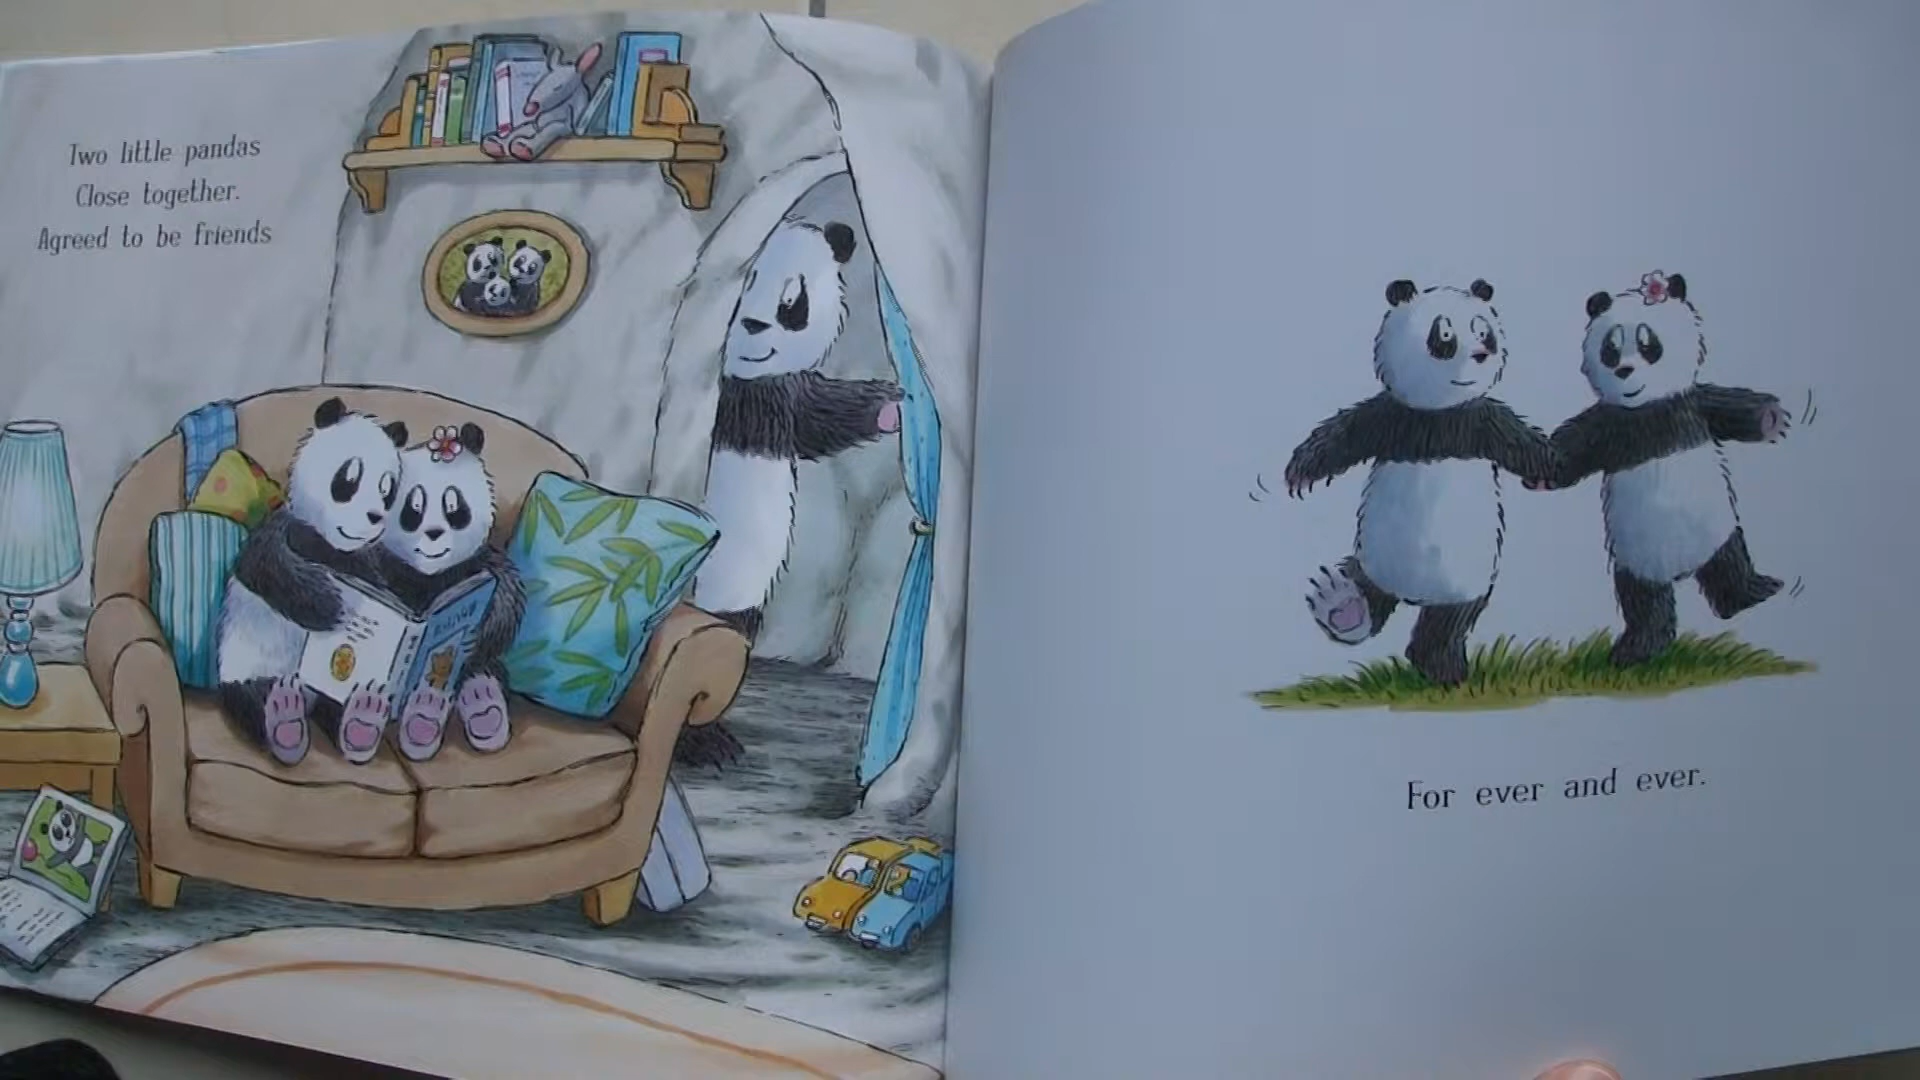 Two little pandas
Close together.
Agreed to be friends
For ever and ever.